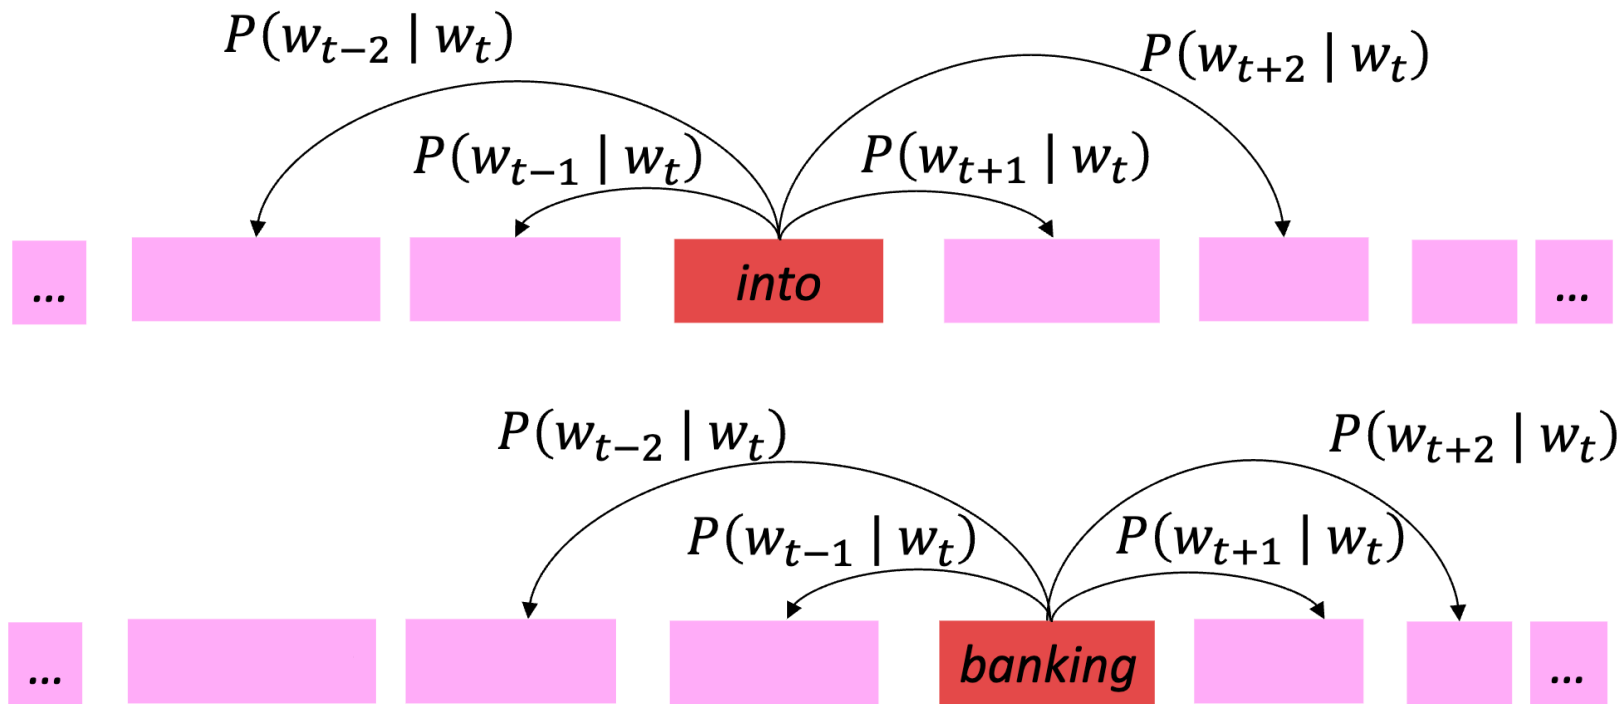 P(w_{t−2} | w_t)
P(w_{t+2} | w_t)
P(w_{t−1} | w_t)
P(w_{t+1} | w_t)
... into ...
P(w_{t−2} | w_t)
P(w_{t+2} | w_t)
P(w_{t−1} | w_t)
P(w_{t+1} | w_t)
... banking ...